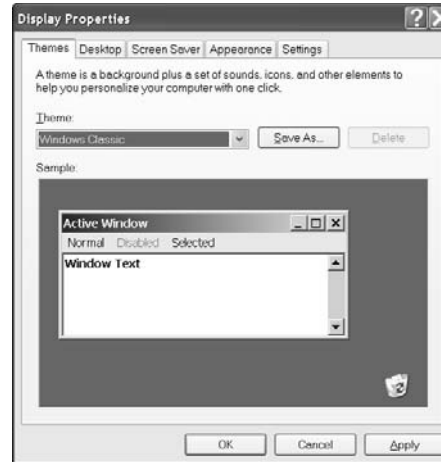 Display Properties
Themes Desktop Screen Saver Appearance Settings
A theme is a background plus a set of sounds, icons, and other elements to
help you personalize your computer with one click.
Theme:
Windows Classic Save As... Delete
Sample:
Active Window
Normal Disabled Selected
Window Text
OK Cancel Apply